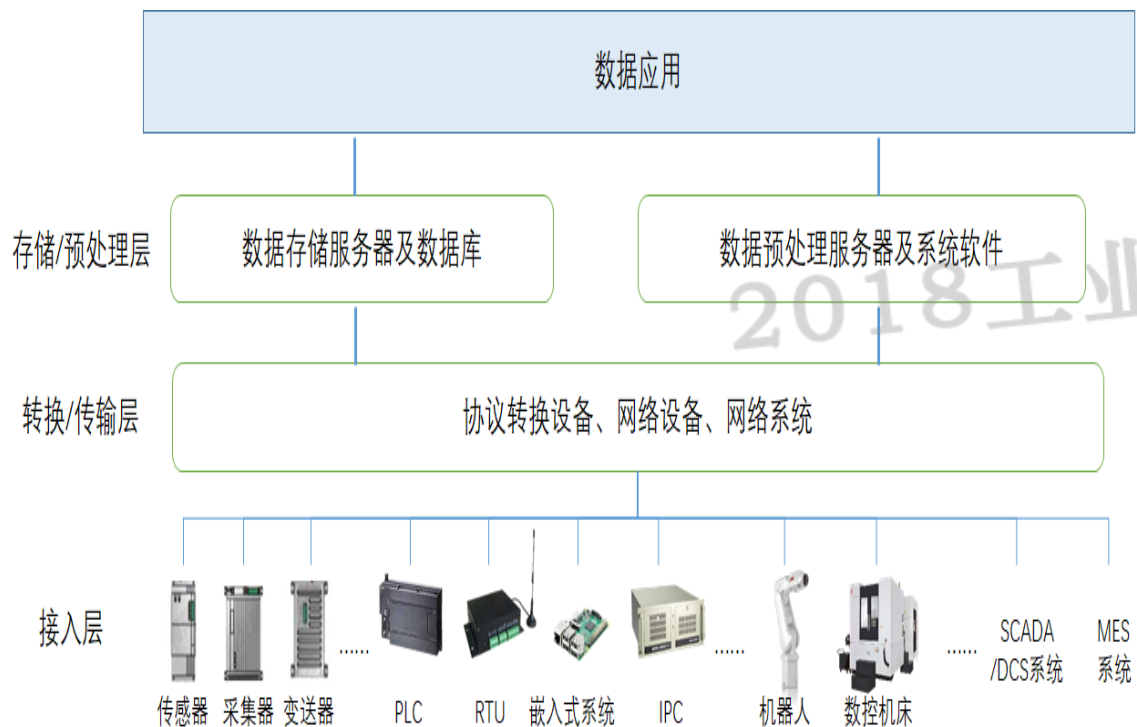 数据应用
存储/预处理层
数据存储服务器及数据库
数据预处理服务器及系统软件
2018工业
转换/传输层
协议转换设备、网络设备、网络系统
接入层
传感器
采集器
变送器
......
PLC
RTU
嵌入式系统
IPC
......
机器人
数控机床
......
SCADA
/DCS系统
MES
系统